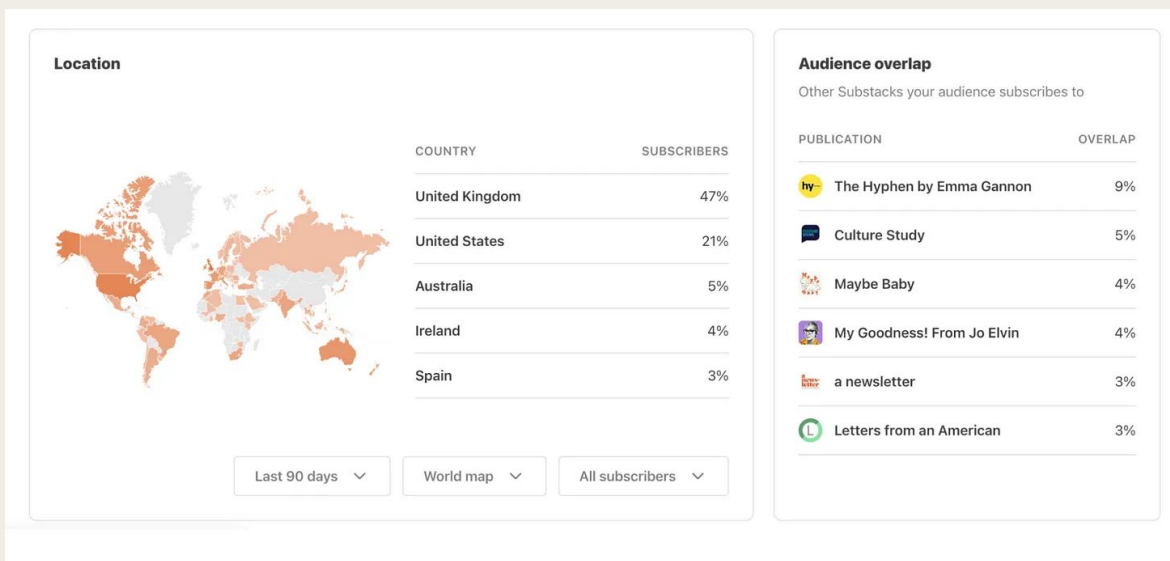 Location
COUNTRY SUBSCRIBERS
United Kingdom 47%
United States 21%
Australia 5%
Ireland 4%
Spain 3%
Last 90 days
World map
All subscribers
Audience overlap
Other Substacks your audience subscribes to
PUBLICATION OVERLAP
hy The Hyphen by Emma Gannon 9%
Culture Study 5%
Maybe Baby 4%
My Goodness! From Jo Elvin 4%
a newsletter 3%
L Letters from an American 3%